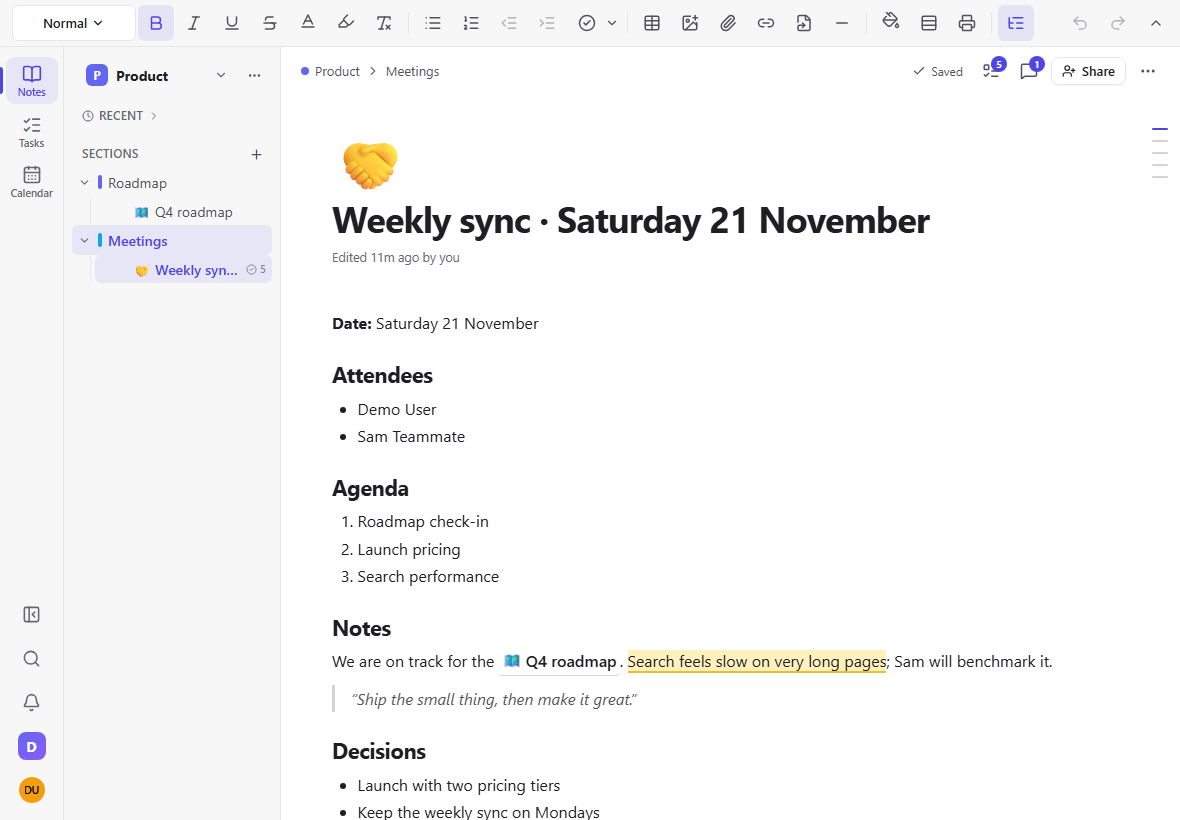 Normal
B
Notes
Tasks
Calendar
D
DU
P Product
RECENT
SECTIONS
Roadmap
Q4 roadmap
Meetings
Weekly syn... 5
Product > Meetings
Saved
5
1
Share
Weekly sync · Saturday 21 November
Edited 11m ago by you
Date: Saturday 21 November
Attendees
• Demo User
• Sam Teammate
Agenda
1. Roadmap check-in
2. Launch pricing
3. Search performance
Notes
We are on track for the Q4 roadmap . Search feels slow on very long pages; Sam will benchmark it.
“Ship the small thing, then make it great.”
Decisions
• Launch with two pricing tiers
• Keep the weekly sync on Mondays